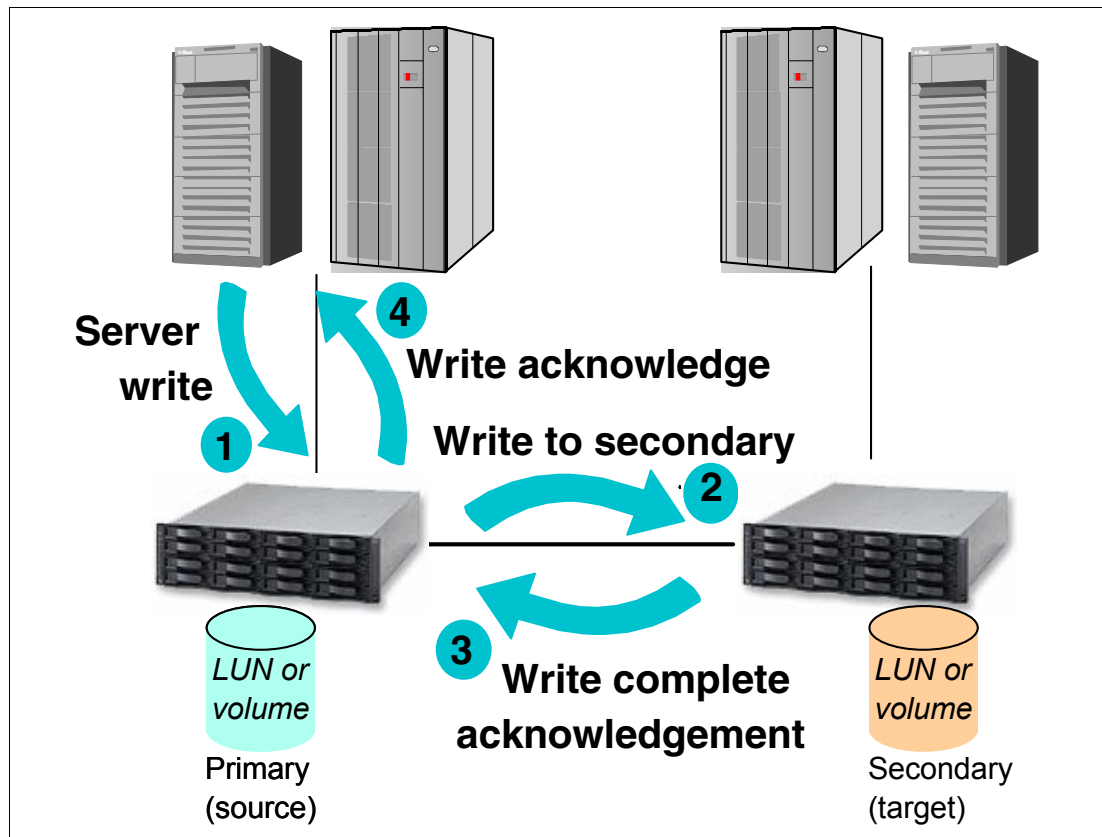 Server
write
1
4
Write acknowledge
Write to secondary
2
3
Write complete
acknowledgement
LUN or
volume
Primary
(source)
LUN or
volume
Secondary
(target)